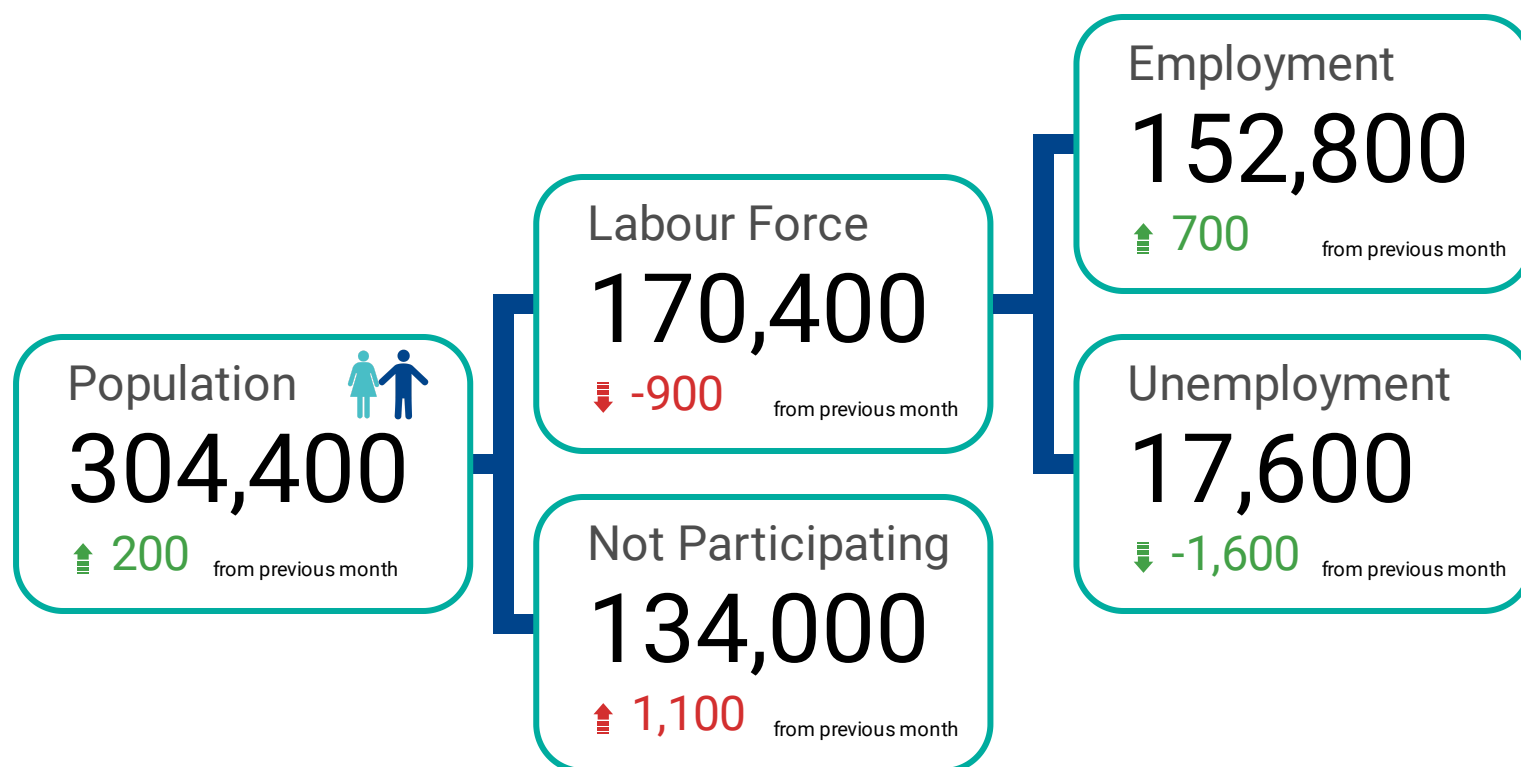 Population
304,400
200 from previous month
Labour Force
170,400
-900 from previous month
Not Participating
134,000
1,100 from previous month
Employment
152,800
700 from previous month
Unemployment
17,600
-1,600 from previous month